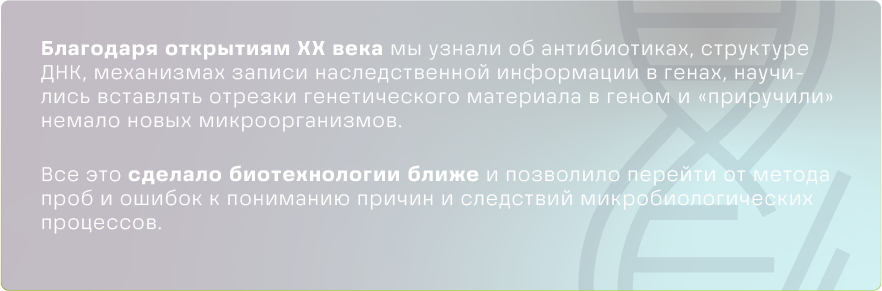 Благодаря открытиям XX века мы узнали об антибиотиках, структуре
ДНК, механизмах записи наследственной информации в генах, научи-
лись вставлять отрезки генетического материала в геном и «приручили»
немало новых микроорганизмов.
Все это сделало биотехнологии ближе и позволило перейти от метода
проб и ошибок к пониманию причин и следствий микробиологических
процессов.